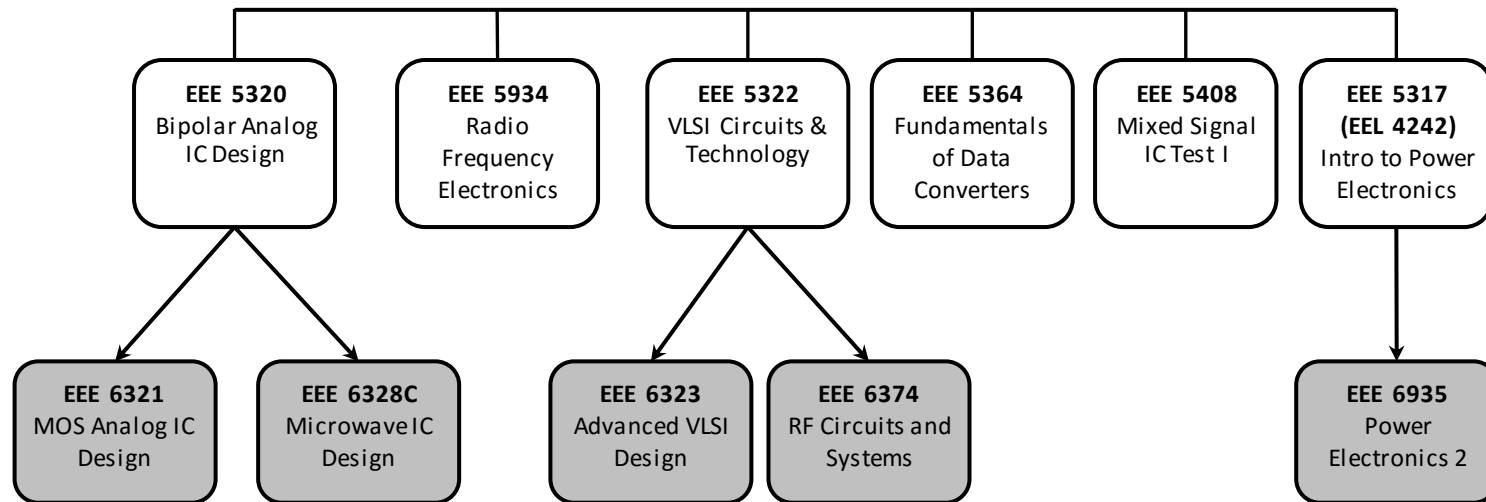 EEE 5320
Bipolar Analog
IC Design
EEE 5934
Radio
Frequency
Electronics
EEE 5322
VLSI Circuits &
Technology
EEE 5364
Fundamentals
of Data
Converters
EEE 5408
Mixed Signal
IC Test I
EEE 5317
(EEL 4242)
Intro to Power
Electronics
EEE 6321
MOS Analog IC
Design
EEE 6328C
Microwave IC
Design
EEE 6323
Advanced VLSI
Design
EEE 6374
RF Circuits and
Systems
EEE 6935
Power
Electronics 2